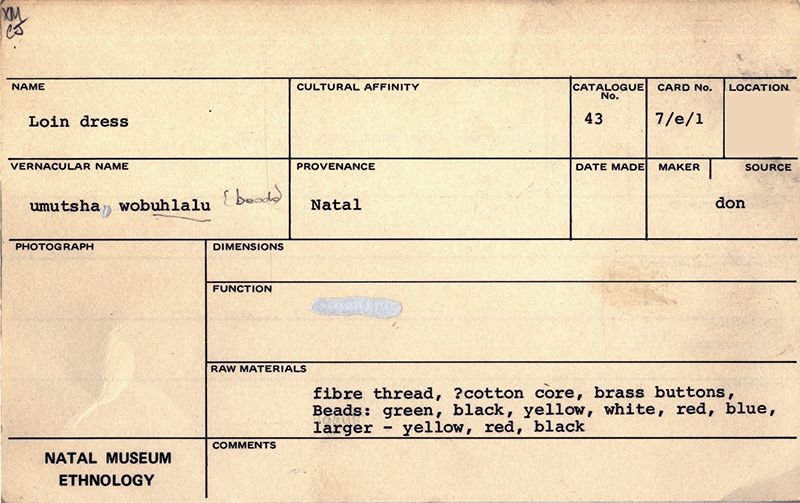 XM
CJ
NAME
Loin dress
CULTURAL AFFINITY
CATALOGUE No.
43
CARD No.
7/e/1
LOCATION
VERNACULAR NAME
umutsha wobuhlalu (beads)
PROVENANCE
Natal
DATE MADE
MAKER
SOURCE
don
PHOTOGRAPH
DIMENSIONS
FUNCTION
RAW MATERIALS
fibre thread, ?cotton core, brass buttons,
Beads: green, black, yellow, white, red, blue,
larger - yellow, red, black
NATAL MUSEUM
ETHNOLOGY
COMMENTS